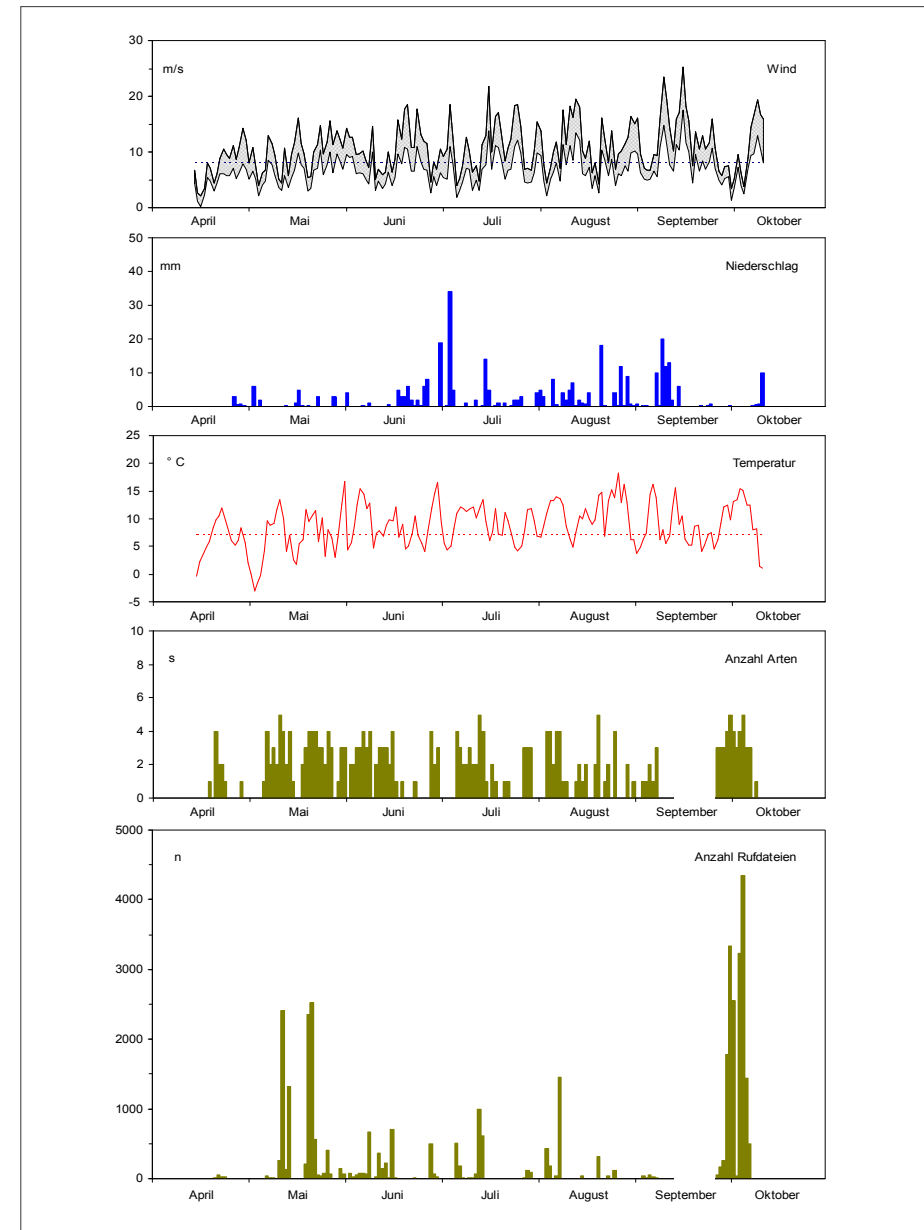 30
m/s
Wind
20
10
0
April Mai Juni Juli August September Oktober
50
mm
Niederschlag
40
30
20
10
0
April Mai Juni Juli August September Oktober
25
° C
Temperatur
20
15
10
5
0
-5
April Mai Juni Juli August September Oktober
10
s
Anzahl Arten
8
6
4
2
0
April Mai Juni Juli August September Oktober
5000
n
Anzahl Rufdateien
4000
3000
2000
1000
0
April Mai Juni Juli August September Oktober